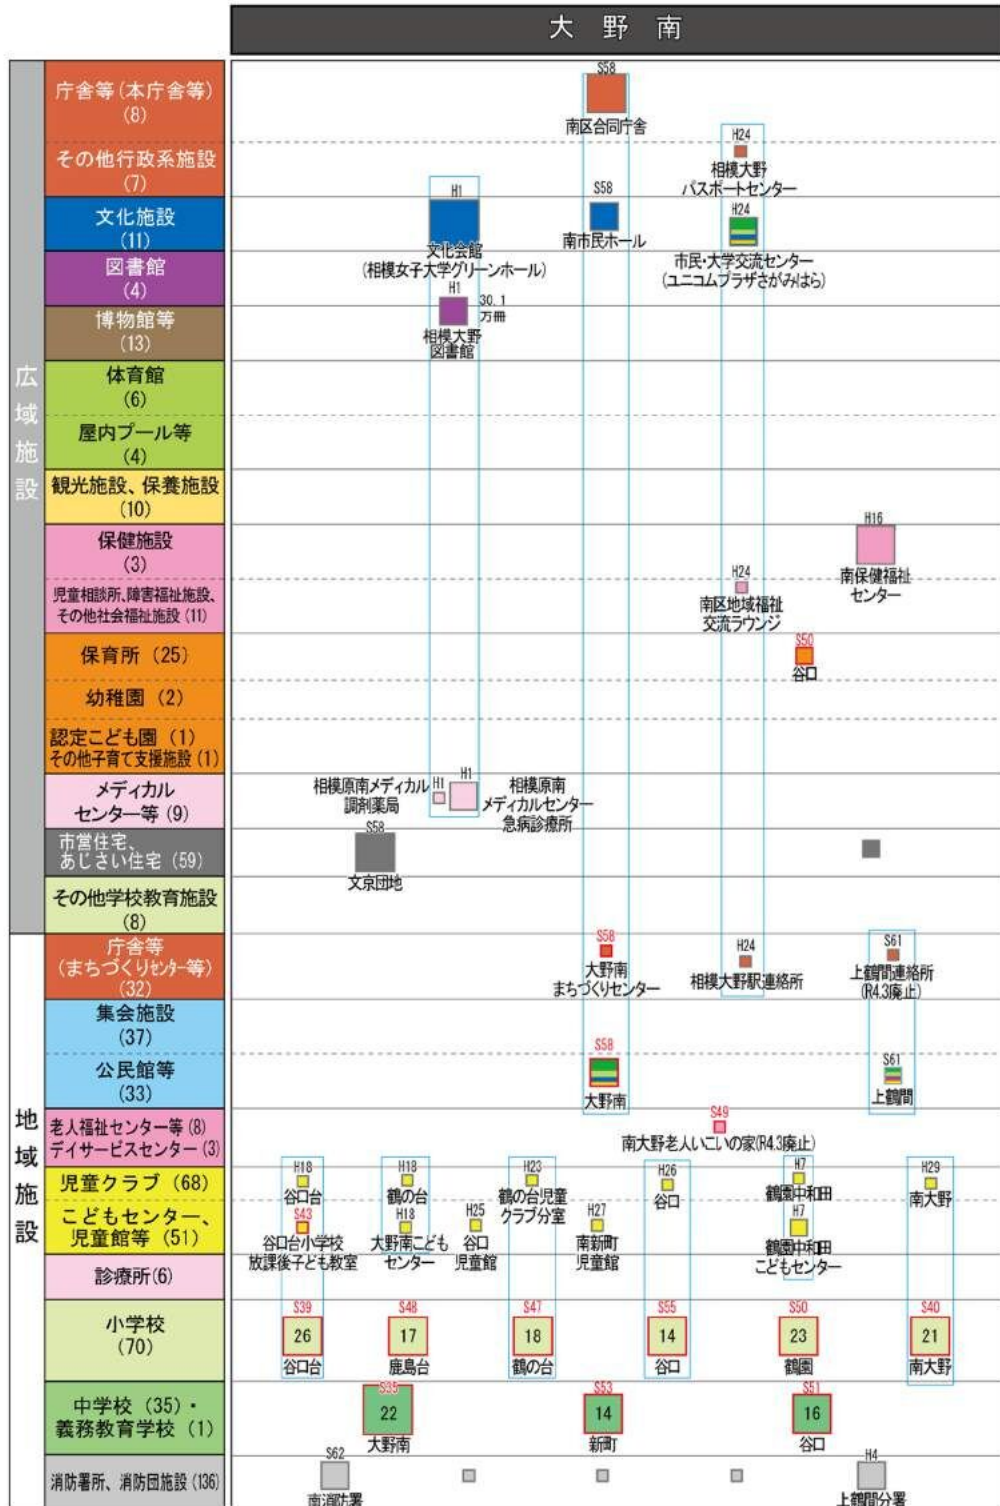 大野南
広域施設
庁舎等(本庁舎等)
(8)
S58
南区合同庁舎
その他行政系施設
(7)
H24
相模大野
パスポートセンター
文化施設
(11)
H1
文化会館
(相模女子大学グリーンホール)
S58
南市民ホール
H24
市民・大学交流センター
(ユニコムプラザさがみはら)
図書館
(4)
H1
30.1
万冊
相模大野
図書館
博物館等
(13)
体育館
(6)
屋内プール等
(4)
観光施設、保養施設
(10)
保健施設
(3)
H16
南保健福祉
センター
児童相談所、障害福祉施設、
その他社会福祉施設 (11)
H24
南区地域福祉
交流ラウンジ
保育所 (25)
S50
谷口
幼稚園 (2)
認定こども園 (1)
その他子育て支援施設 (1)
メディカル
センター等 (9)
相模原南メディカル
調剤薬局
H1
H1
相模原南
メディカルセンター
急病診療所
市営住宅、
あじさい住宅 (59)
S58
文京団地
その他学校教育施設
(8)
地域施設
庁舎等
(まちづくりセンター等)
(32)
S58
大野南
まちづくりセンター
H24
相模大野駅連絡所
S61
上鶴間連絡所
(R4.3廃止)
集会施設
(37)
公民館等
(33)
S58
大野南
S61
上鶴間
老人福祉センター等 (8)
デイサービスセンター (3)
S49
南大野老人いこいの家(R4.3廃止)
児童クラブ (68)
H18
谷口台
H18
鶴の台
H23
鶴の台児童
クラブ分室
H26
谷口
H7
鶴園中和田
H29
南大野
こどもセンター、
児童館等 (51)
S43
谷口台小学校
放課後子ども教室
H18
大野南こども
センター
H25
谷口
児童館
H27
南新町
児童館
H7
鶴園中和田
こどもセンター
診療所(6)
小学校
(70)
S39
26
谷口台
S48
17
鹿島台
S47
18
鶴の台
S55
14
谷口
S50
23
鶴園
S40
21
南大野
中学校 (35)・
義務教育学校 (1)
S35
22
大野南
S53
14
新町
S51
16
谷口
消防署所、消防団施設 (136)
S62
南消防署
H4
上鶴間分署